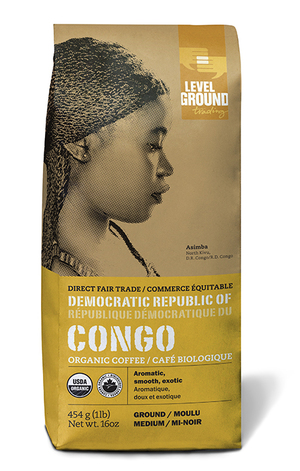 LEVEL
GROUND
Trading
Asimba
North Kivu,
D.R. Congo/R.D. Congo
DIRECT FAIR TRADE / COMMERCE ÉQUITABLE
DEMOCRATIC REPUBLIC OF
RÉPUBLIQUE DÉMOCRATIQUE DU
CONGO
ORGANIC COFFEE / CAFÉ BIOLOGIQUE
USDA
ORGANIC
Aromatic,
smooth, exotic
Aromatique,
doux et exotique
454 g (1lb)
Net wt. 16oz
GROUND / MOULU
MEDIUM / MI-NOIR